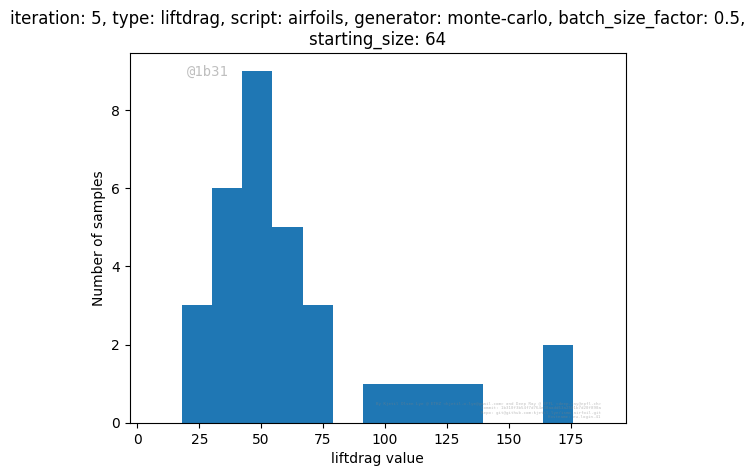 iteration: 5, type: liftdrag, script: airfoils, generator: monte-carlo, batch_size_factor: 0.5,
starting_size: 64
@1b31
8
6
4
2
0
Number of samples
0 25 50 75 100 125 150 175
liftdrag value